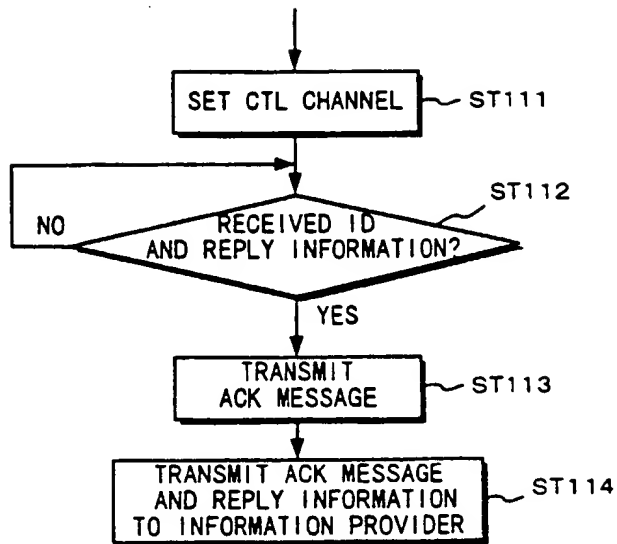 SET CTL CHANNEL
ST111
ST112
NO
RECEIVED ID
AND REPLY INFORMATION?
YES
TRANSMIT
ACK MESSAGE
ST113
TRANSMIT ACK MESSAGE
AND REPLY INFORMATION
TO INFORMATION PROVIDER
ST114